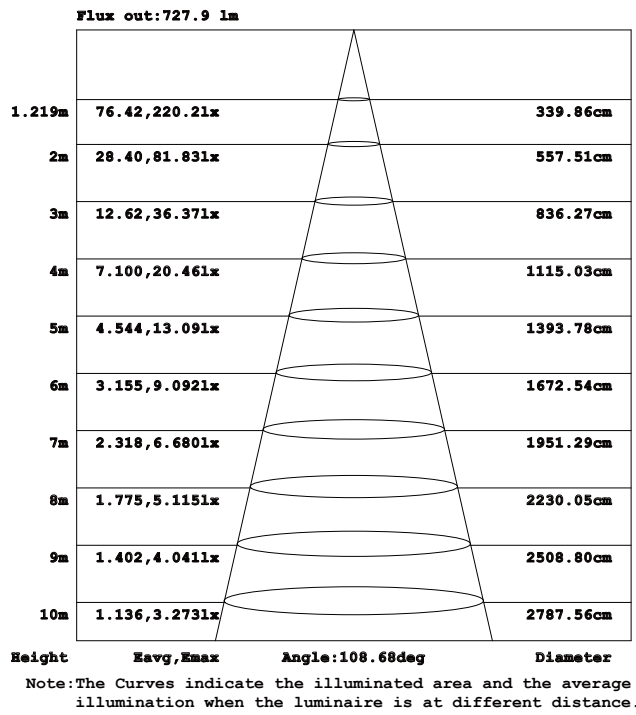 Flux out:727.9 lm
1.219m 76.42,220.2lx 339.86cm
2m 28.40,81.83lx 557.51cm
3m 12.62,36.37lx 836.27cm
4m 7.100,20.46lx 1115.03cm
5m 4.544,13.09lx 1393.78cm
6m 3.155,9.092lx 1672.54cm
7m 2.318,6.680lx 1951.29cm
8m 1.775,5.115lx 2230.05cm
9m 1.402,4.041lx 2508.80cm
10m 1.136,3.273lx 2787.56cm
Height Eavg,Emax Angle:108.68deg Diameter
Note:The Curves indicate the illuminated area and the average
illumination when the luminaire is at different distance.